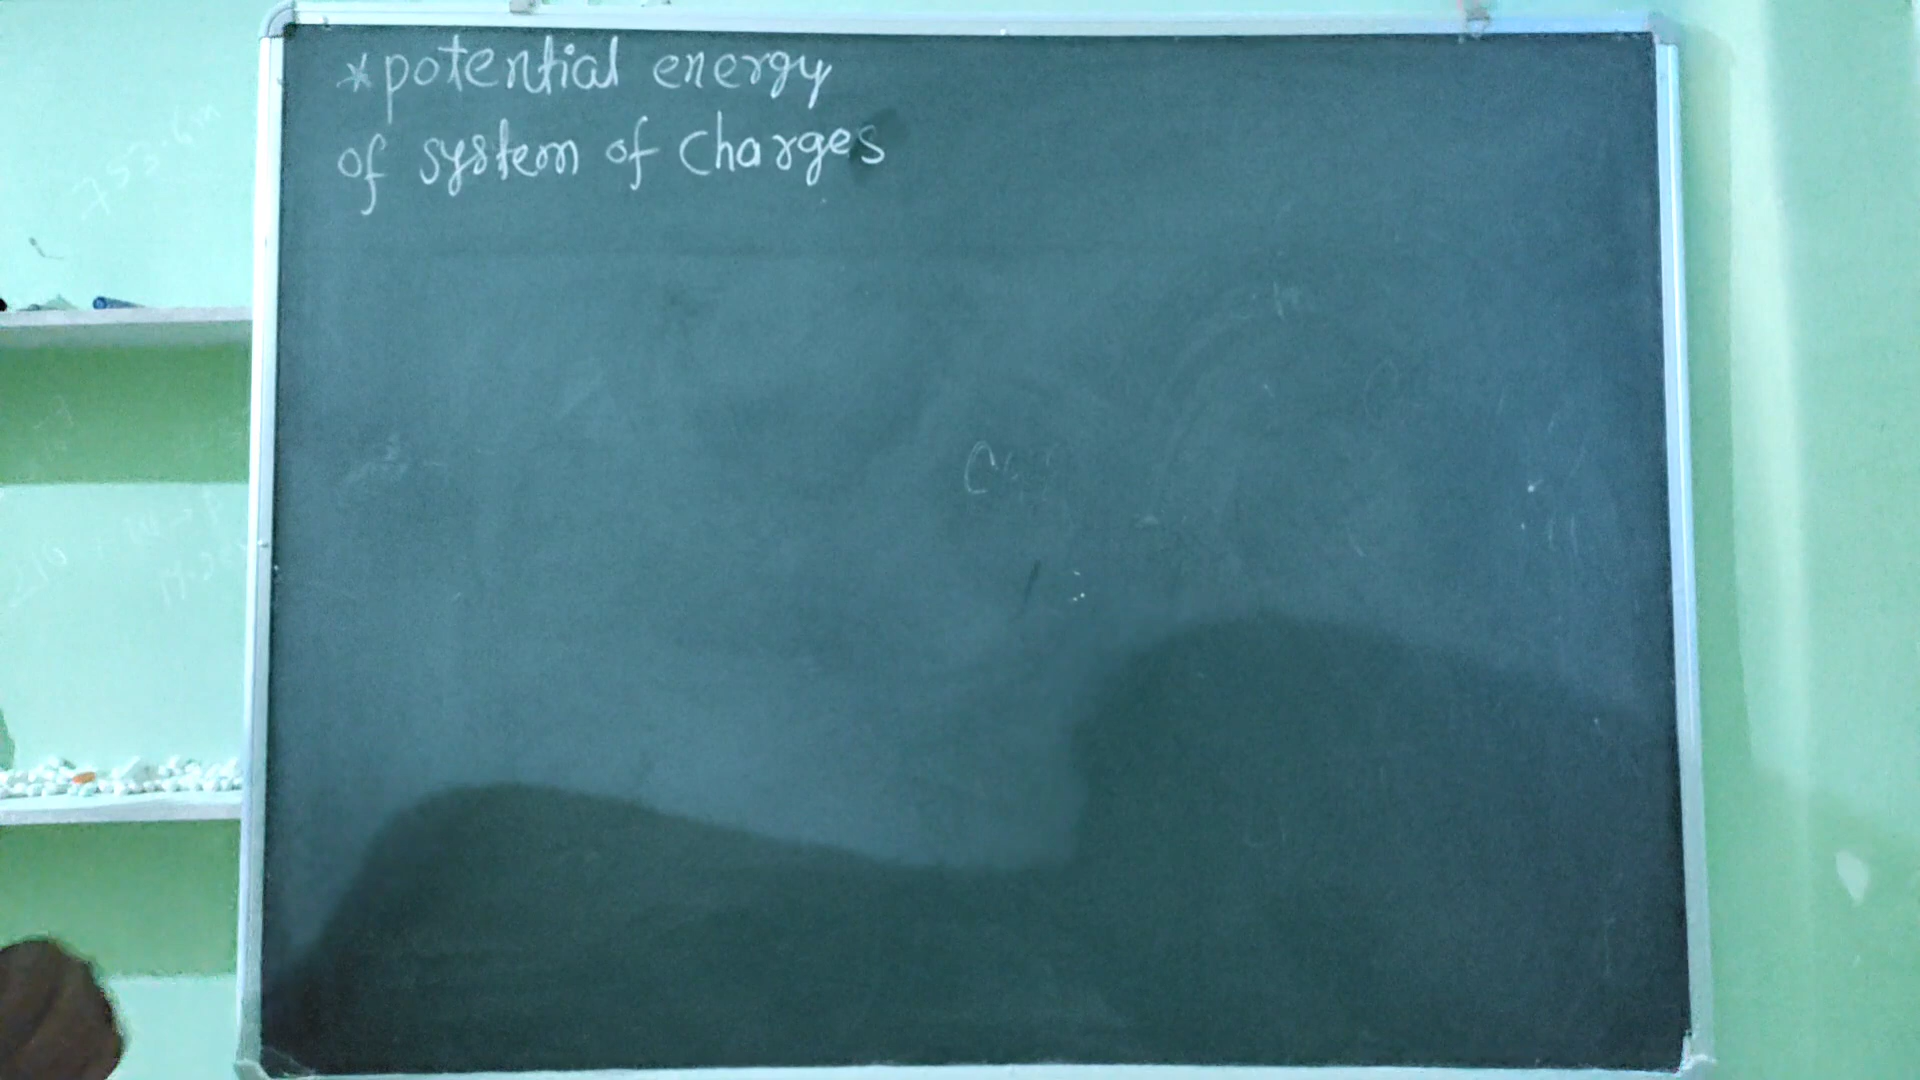 *potential energy
of system of charges